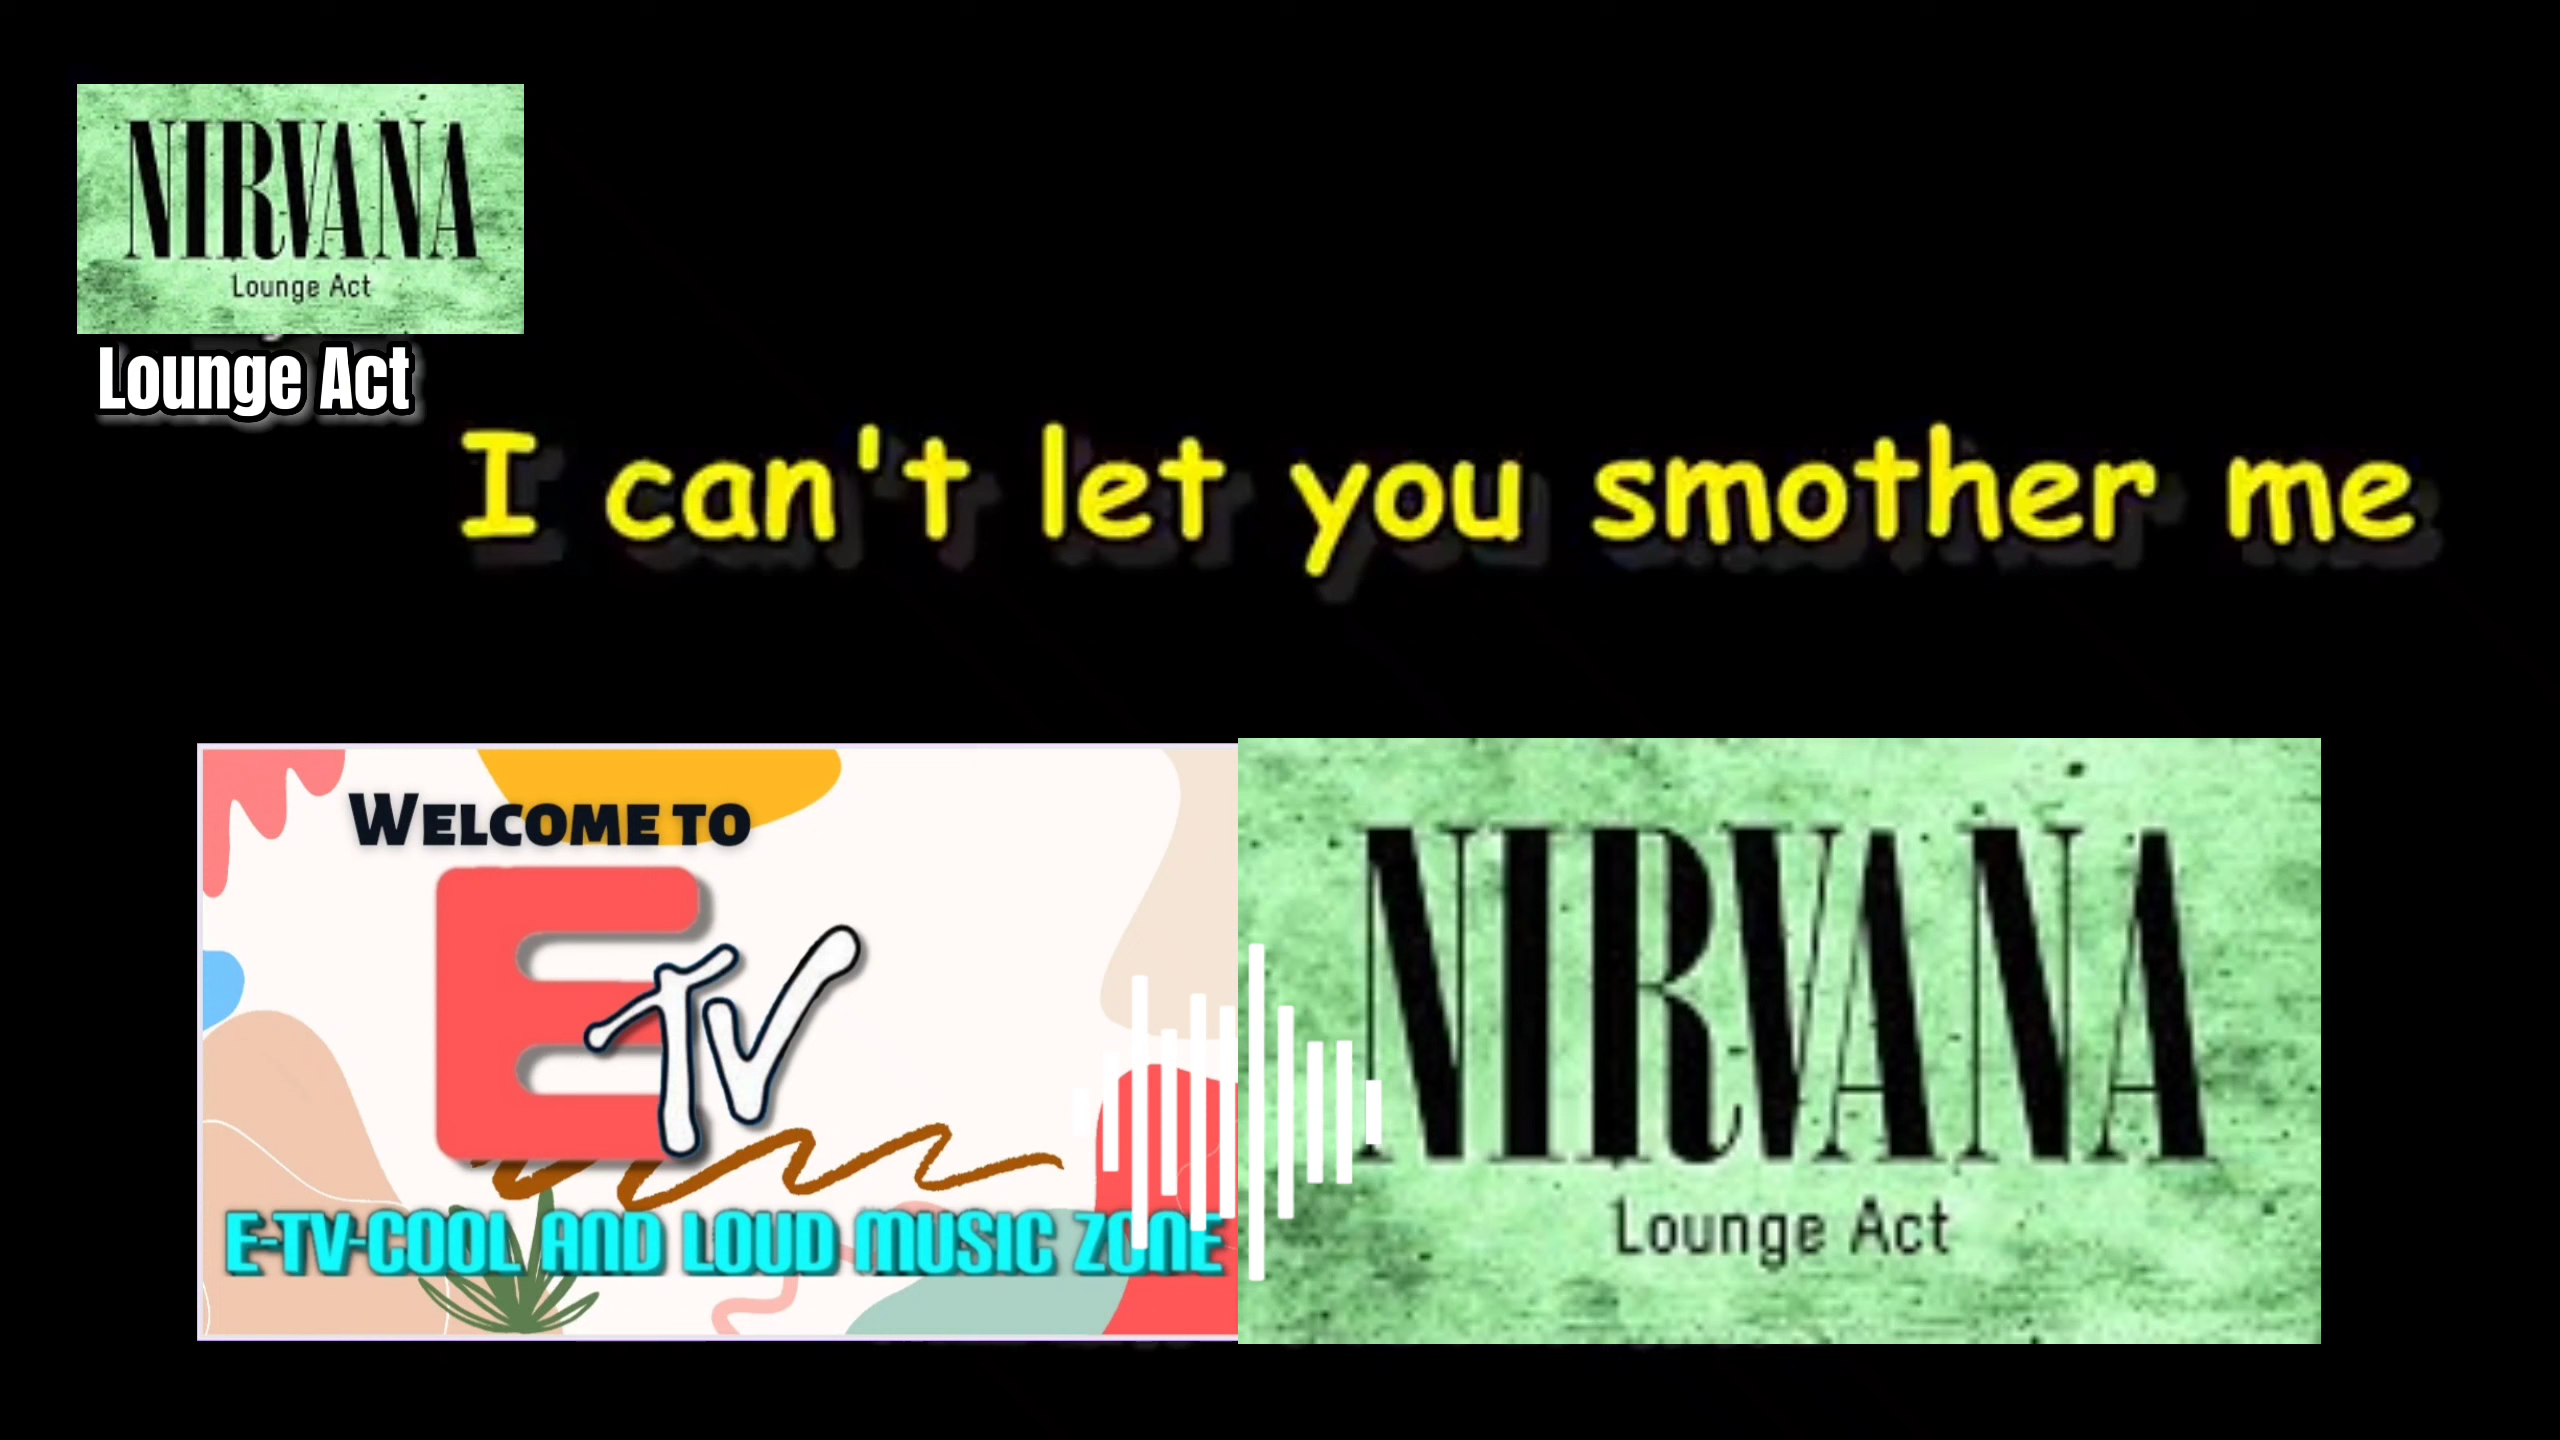 NIRVANA
Lounge Act
Lounge Act
I can't let you smother me
WELCOME TO
ETV
E-TV-COOL AND LOUD MUSIC ZONE
NIRVANA
Lounge Act